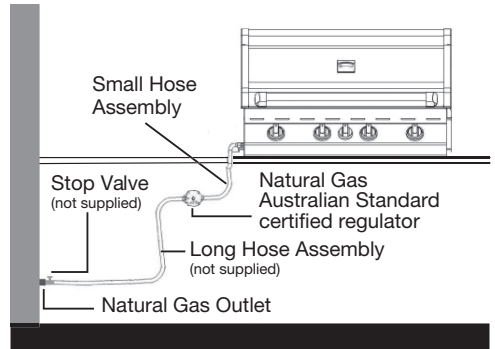 Small Hose
Assembly
Stop Valve
(not supplied)
Natural Gas
Australian Standard
certified regulator
Long Hose Assembly
(not supplied)
Natural Gas Outlet